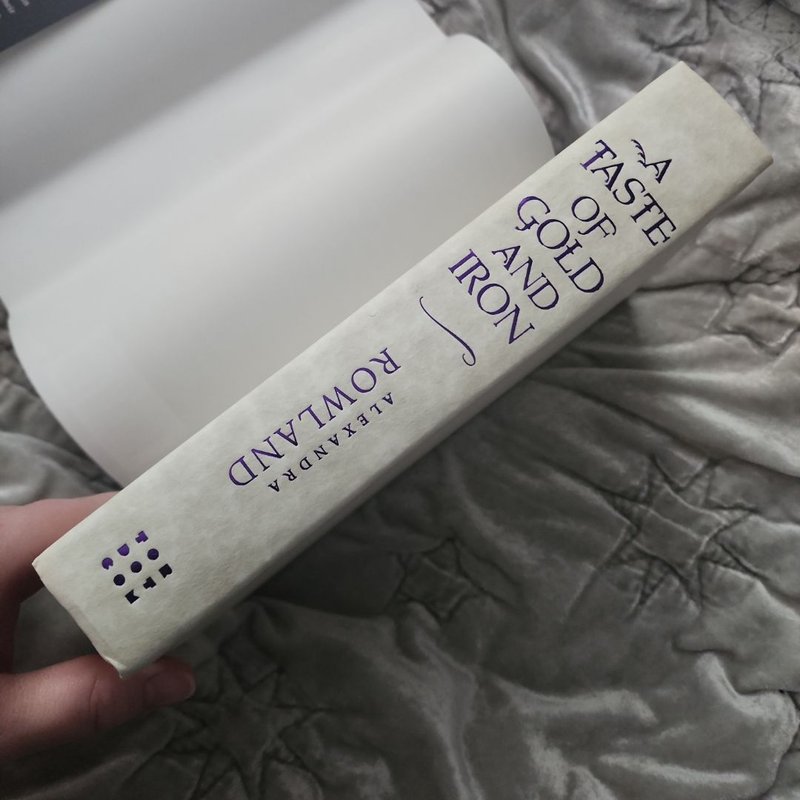 A
TASTE
OF
GOLD
AND
IRON
ALEXANDRA
ROWLAND